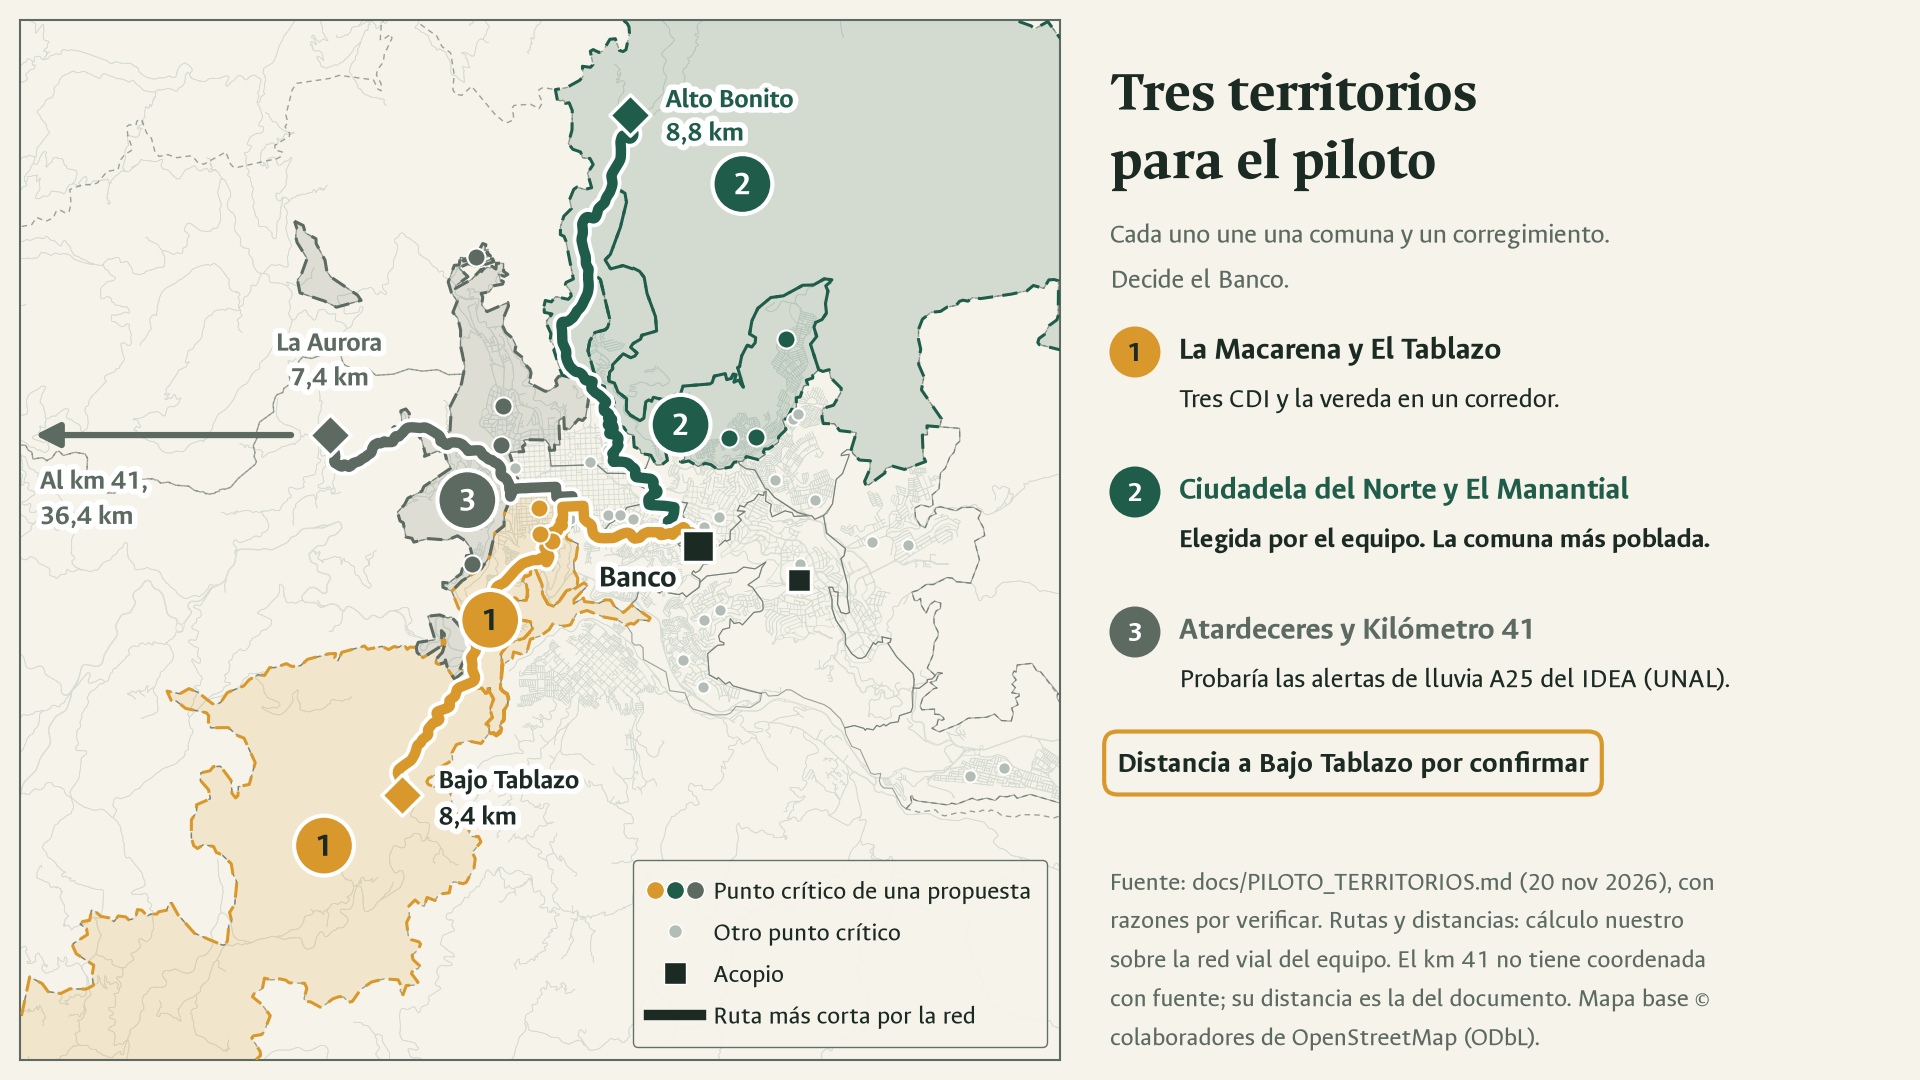 Alto Bonito
8,8 km
2
La Aurora
7,4 km
2
Al km 41,
36,4 km
3
Banco
1
Bajo Tablazo
8,4 km
1
Punto crítico de una propuesta
Otro punto crítico
Acopio
Ruta más corta por la red
Tres territorios
para el piloto
Cada uno une una comuna y un corregimiento.
Decide el Banco.
1 La Macarena y El Tablazo
Tres CDI y la vereda en un corredor.
2 Ciudadela del Norte y El Manantial
Elegida por el equipo. La comuna más poblada.
3 Atardeceres y Kilómetro 41
Probaría las alertas de lluvia A25 del IDEA (UNAL).
Distancia a Bajo Tablazo por confirmar
Fuente: docs/PILOTO_TERRITORIOS.md (20 nov 2026), con
razones por verificar. Rutas y distancias: cálculo nuestro
sobre la red vial del equipo. El km 41 no tiene coordenada
con fuente; su distancia es la del documento. Mapa base ©
colaboradores de OpenStreetMap (ODbL).